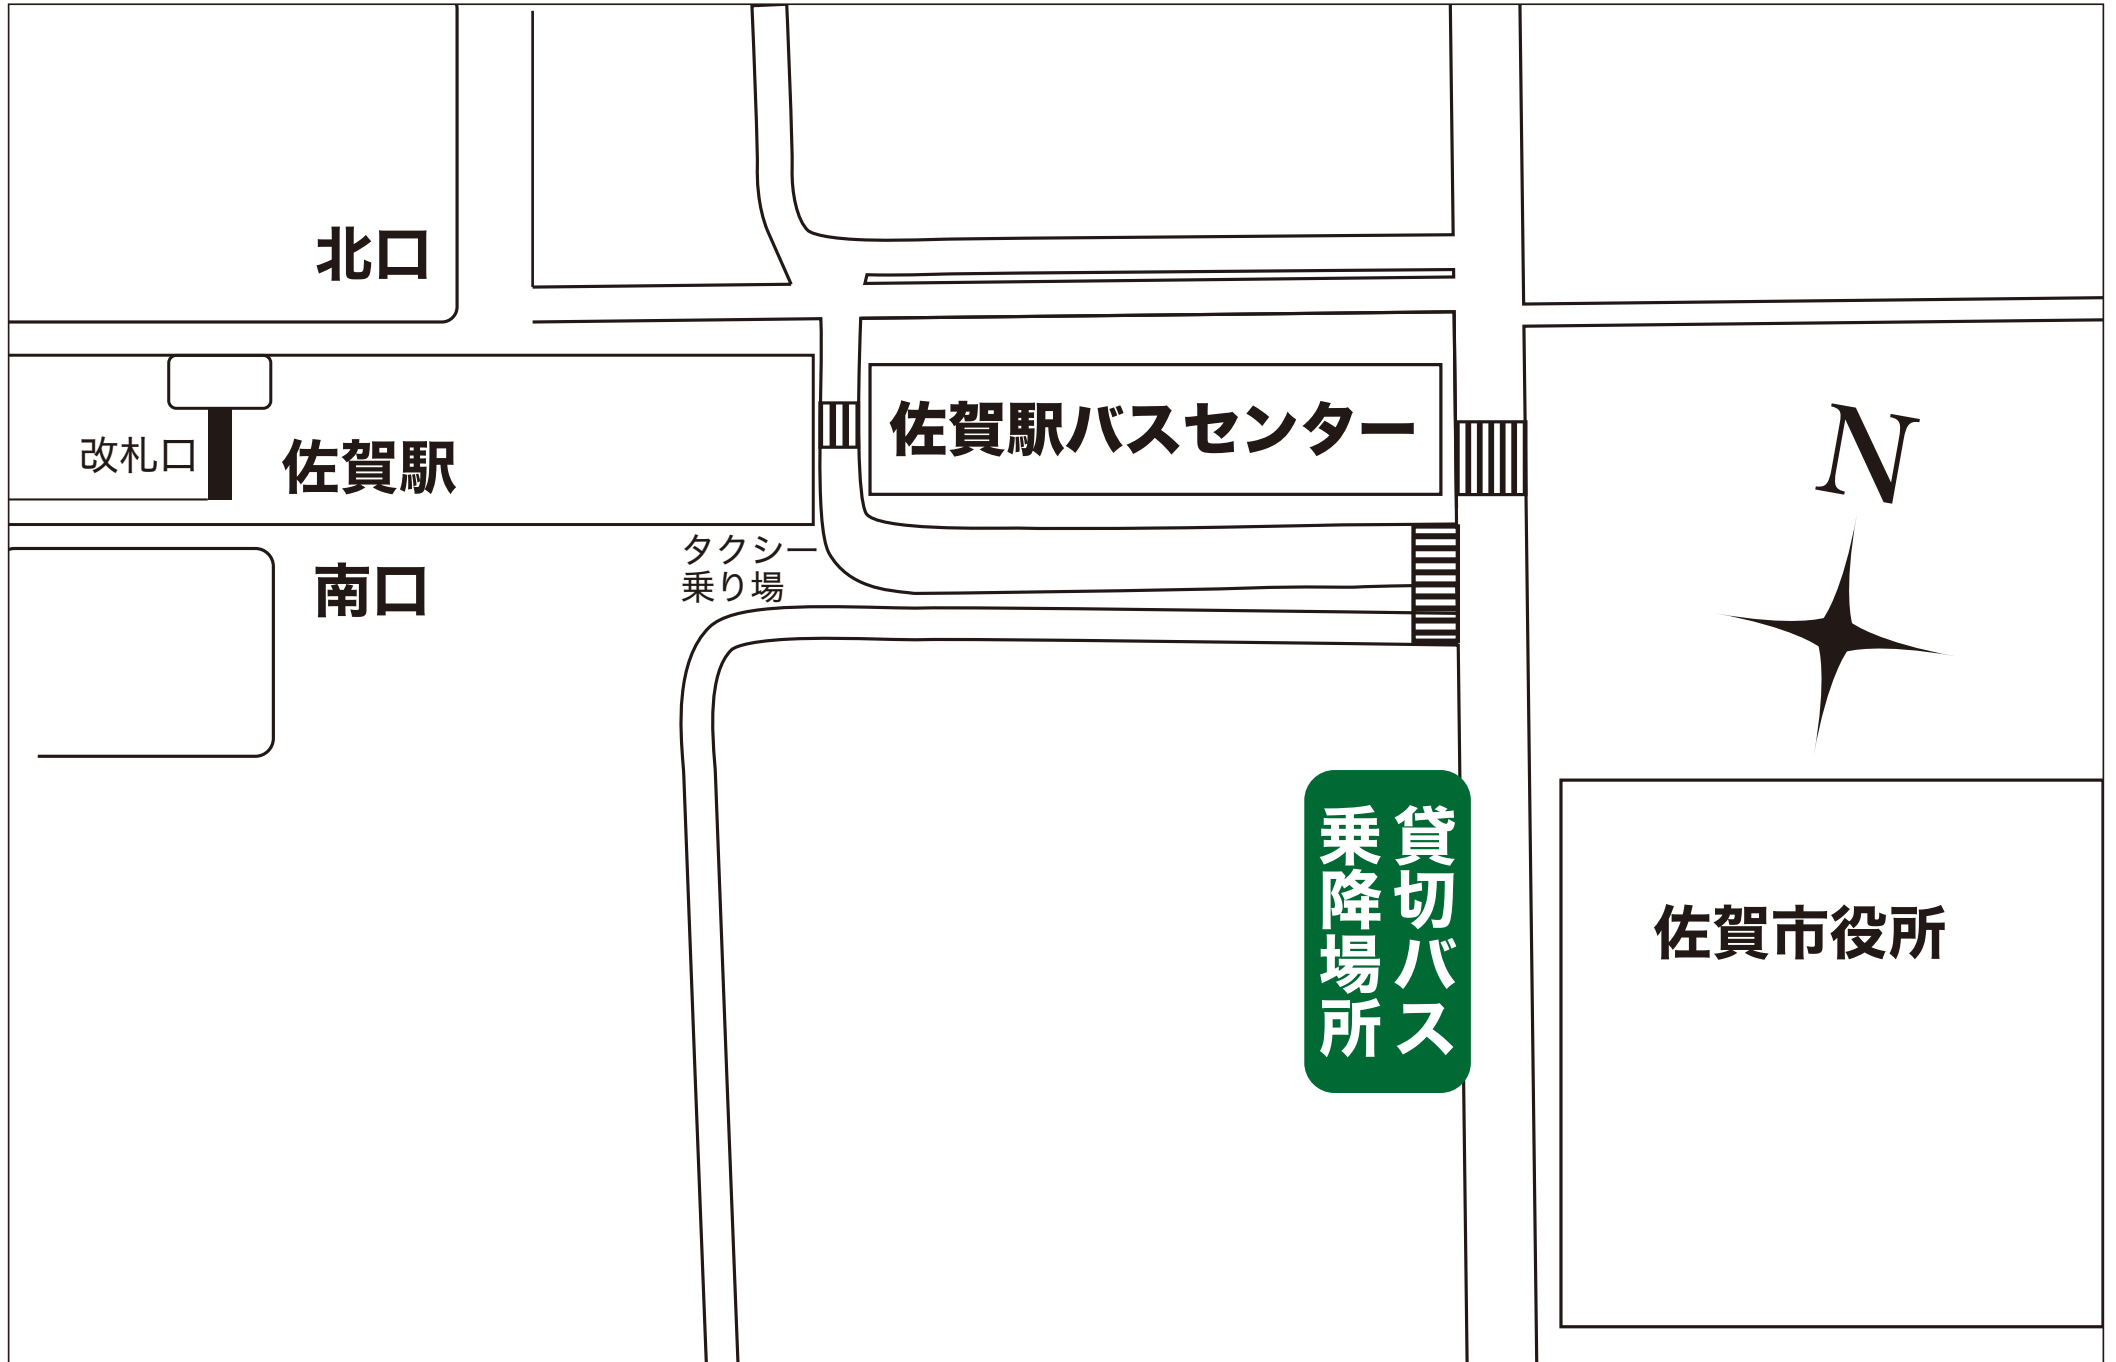 北口
佐賀駅バスセンター
改札口
佐賀駅
N
タクシー
乗り場
南口
貸切バス
乗降場所
佐賀市役所